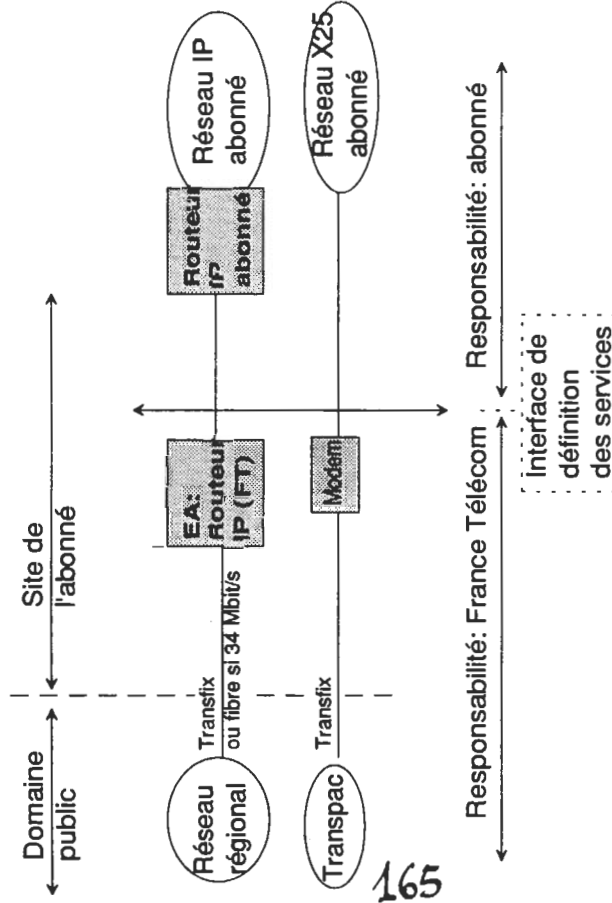 Domaine
public
Site de
l'abonné
Réseau
régional
Transfix
ou fibre si 34 Mbit/s
EA:
Routeur
IP (FT)
Routeur
IP
abonné
Réseau IP
abonné
Transpac
Transfix
Modem
Réseau X25
abonné
Responsabilité: France Télécom
Responsabilité: abonné
Interface de
définition
des services
165